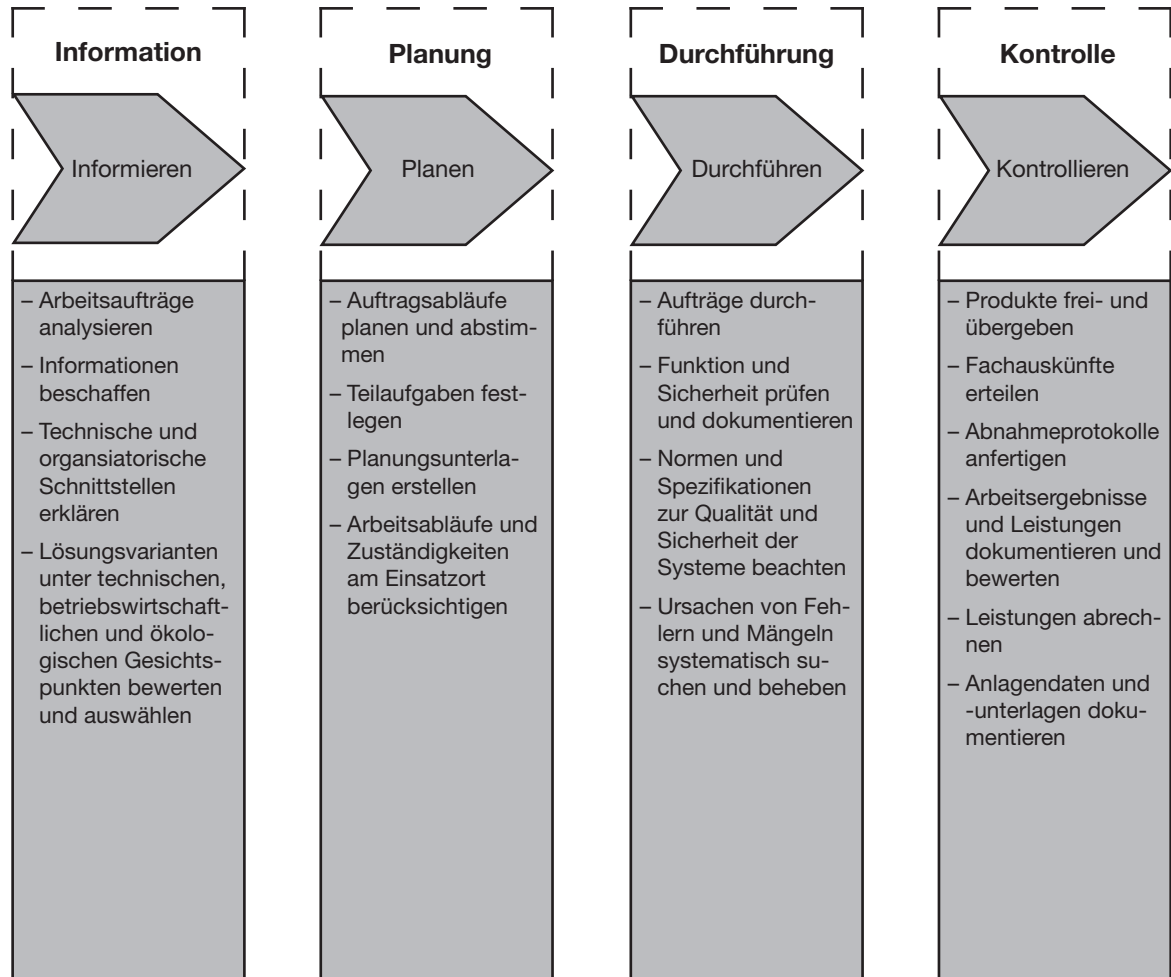 Information
Informieren
– Arbeitsaufträge
analysieren
– Informationen
beschaffen
– Technische und
organsiatorische
Schnittstellen
erklären
– Lösungsvarianten
unter technischen,
betriebswirtschaft-
lichen und ökolo-
gischen Gesichts-
punkten bewerten
und auswählen
Planung
Planen
– Auftragsabläufe
planen und abstim-
men
– Teilaufgaben fest-
legen
– Planungsunterla-
gen erstellen
– Arbeitsabläufe und
Zuständigkeiten
am Einsatzort
berücksichtigen
Durchführung
Durchführen
– Aufträge durch-
führen
– Funktion und
Sicherheit prüfen
und dokumentieren
– Normen und
Spezifikationen
zur Qualität und
Sicherheit der
Systeme beachten
– Ursachen von Feh-
lern und Mängeln
systematisch su-
chen und beheben
Kontrolle
Kontrollieren
– Produkte frei- und
übergeben
– Fachauskünfte
erteilen
– Abnahmeprotokolle
anfertigen
– Arbeitsergebnisse
und Leistungen
dokumentieren und
bewerten
– Leistungen abrech-
nen
– Anlagendaten und
-unterlagen doku-
mentieren